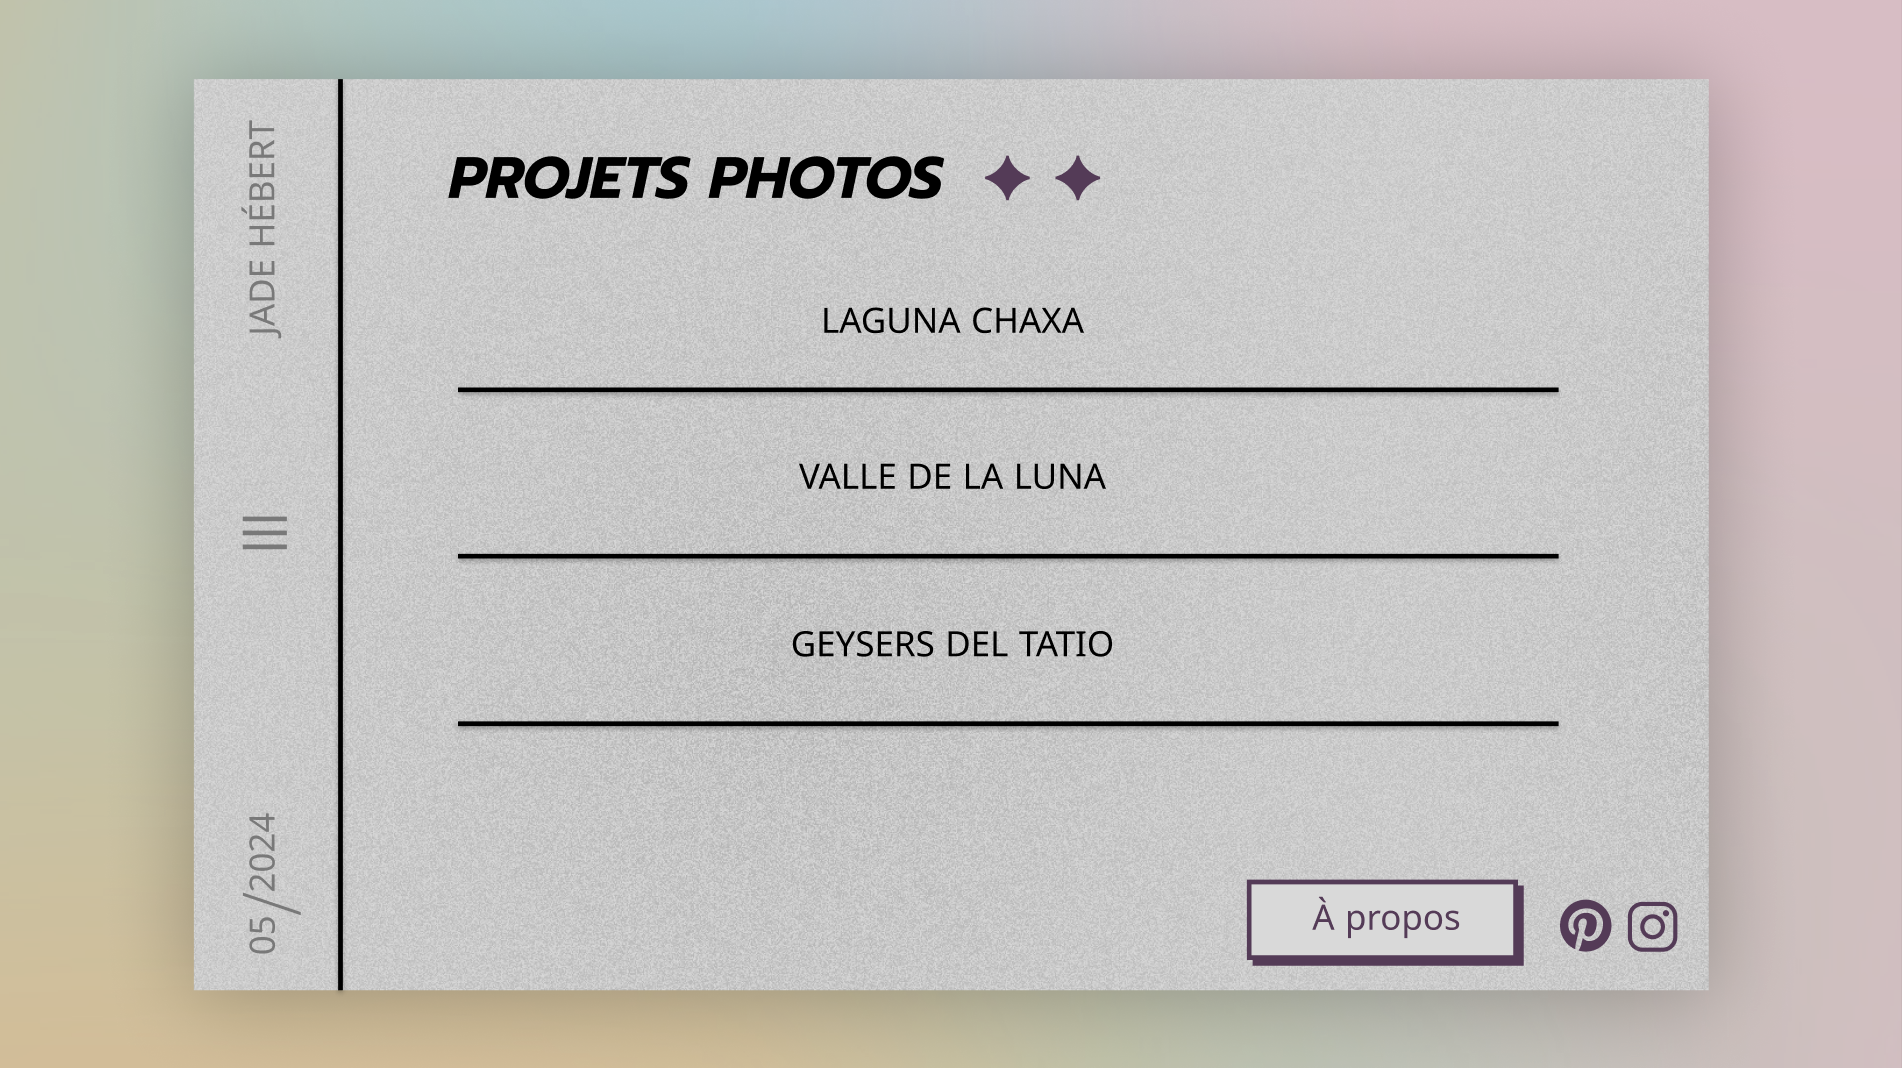 JADE HÉBERT
05/2024
PROJETS PHOTOS
LAGUNA CHAXA
VALLE DE LA LUNA
GEYSERS DEL TATIO
À propos